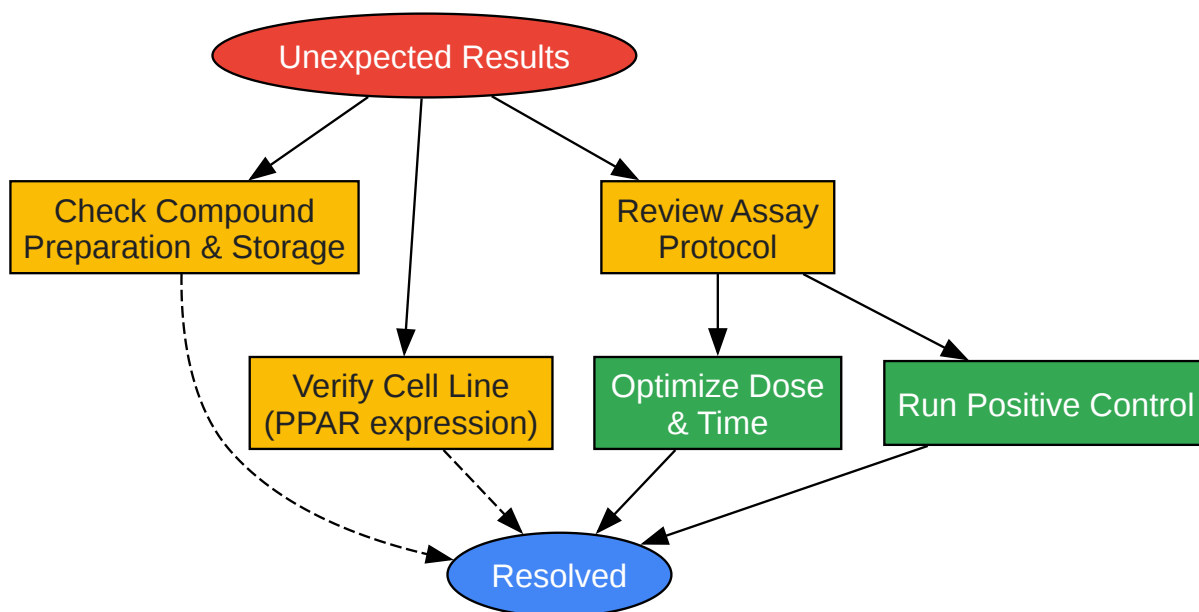 Unexpected Results
Check Compound
Preparation & Storage
Review Assay
Protocol
Verify Cell Line
(PPAR expression)
Optimize Dose
& Time
Run Positive Control
Resolved